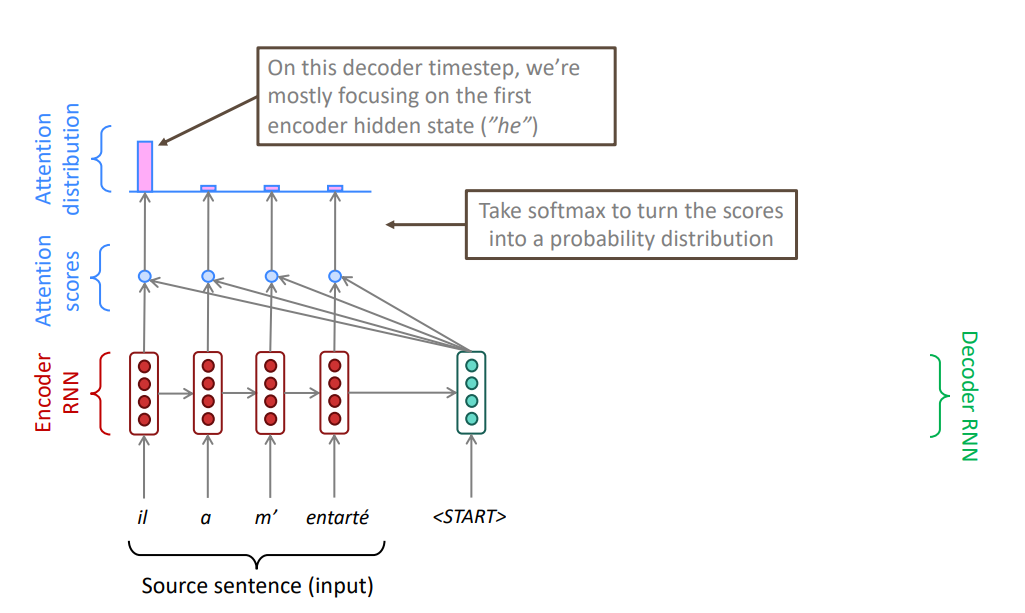 On this decoder timestep, we’re
mostly focusing on the first
encoder hidden state (”he”)
Attention
distribution
Take softmax to turn the scores
into a probability distribution
Attention
scores
Encoder
RNN
Decoder RNN
il
a
m’
entarté
<START>
Source sentence (input)